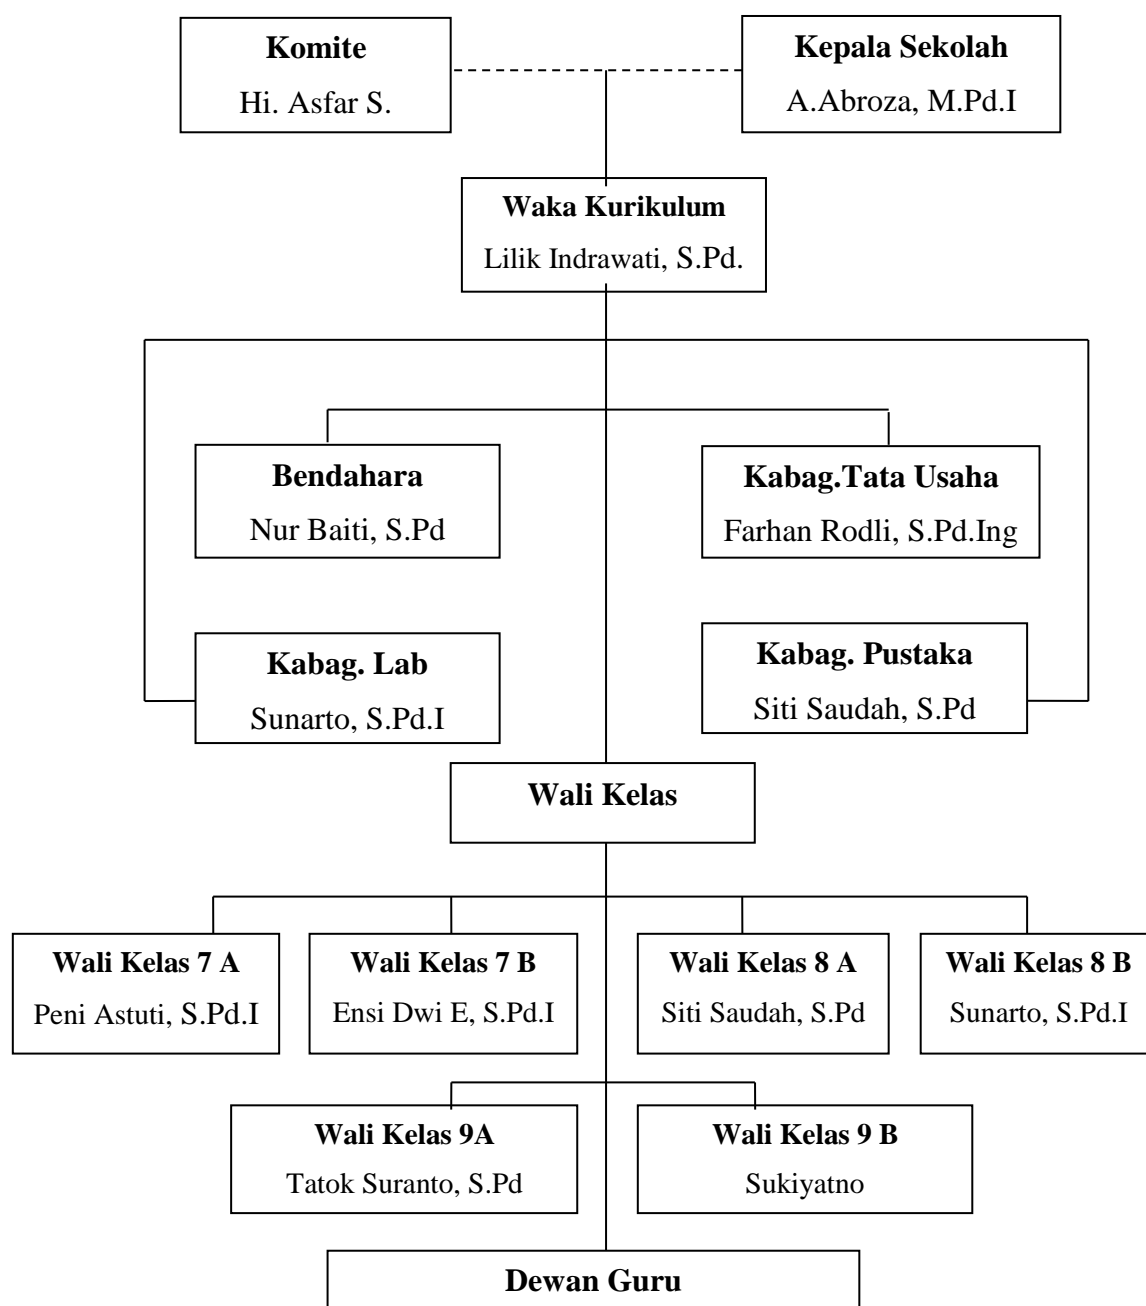 Komite
Hi. Asfar S.
Kepala Sekolah
A.Abroza, M.Pd.I
Waka Kurikulum
Lilik Indrawati, S.Pd.
Bendahara
Nur Baiti, S.Pd
Kabag.Tata Usaha
Farhan Rodli, S.Pd.Ing
Kabag. Lab
Sunarto, S.Pd.I
Kabag. Pustaka
Siti Saudah, S.Pd
Wali Kelas
Wali Kelas 7 A
Peni Astuti, S.Pd.I
Wali Kelas 7 B
Ensi Dwi E, S.Pd.I
Wali Kelas 8 A
Siti Saudah, S.Pd
Wali Kelas 8 B
Sunarto, S.Pd.I
Wali Kelas 9A
Tatok Suranto, S.Pd
Wali Kelas 9 B
Sukiyatno
Dewan Guru